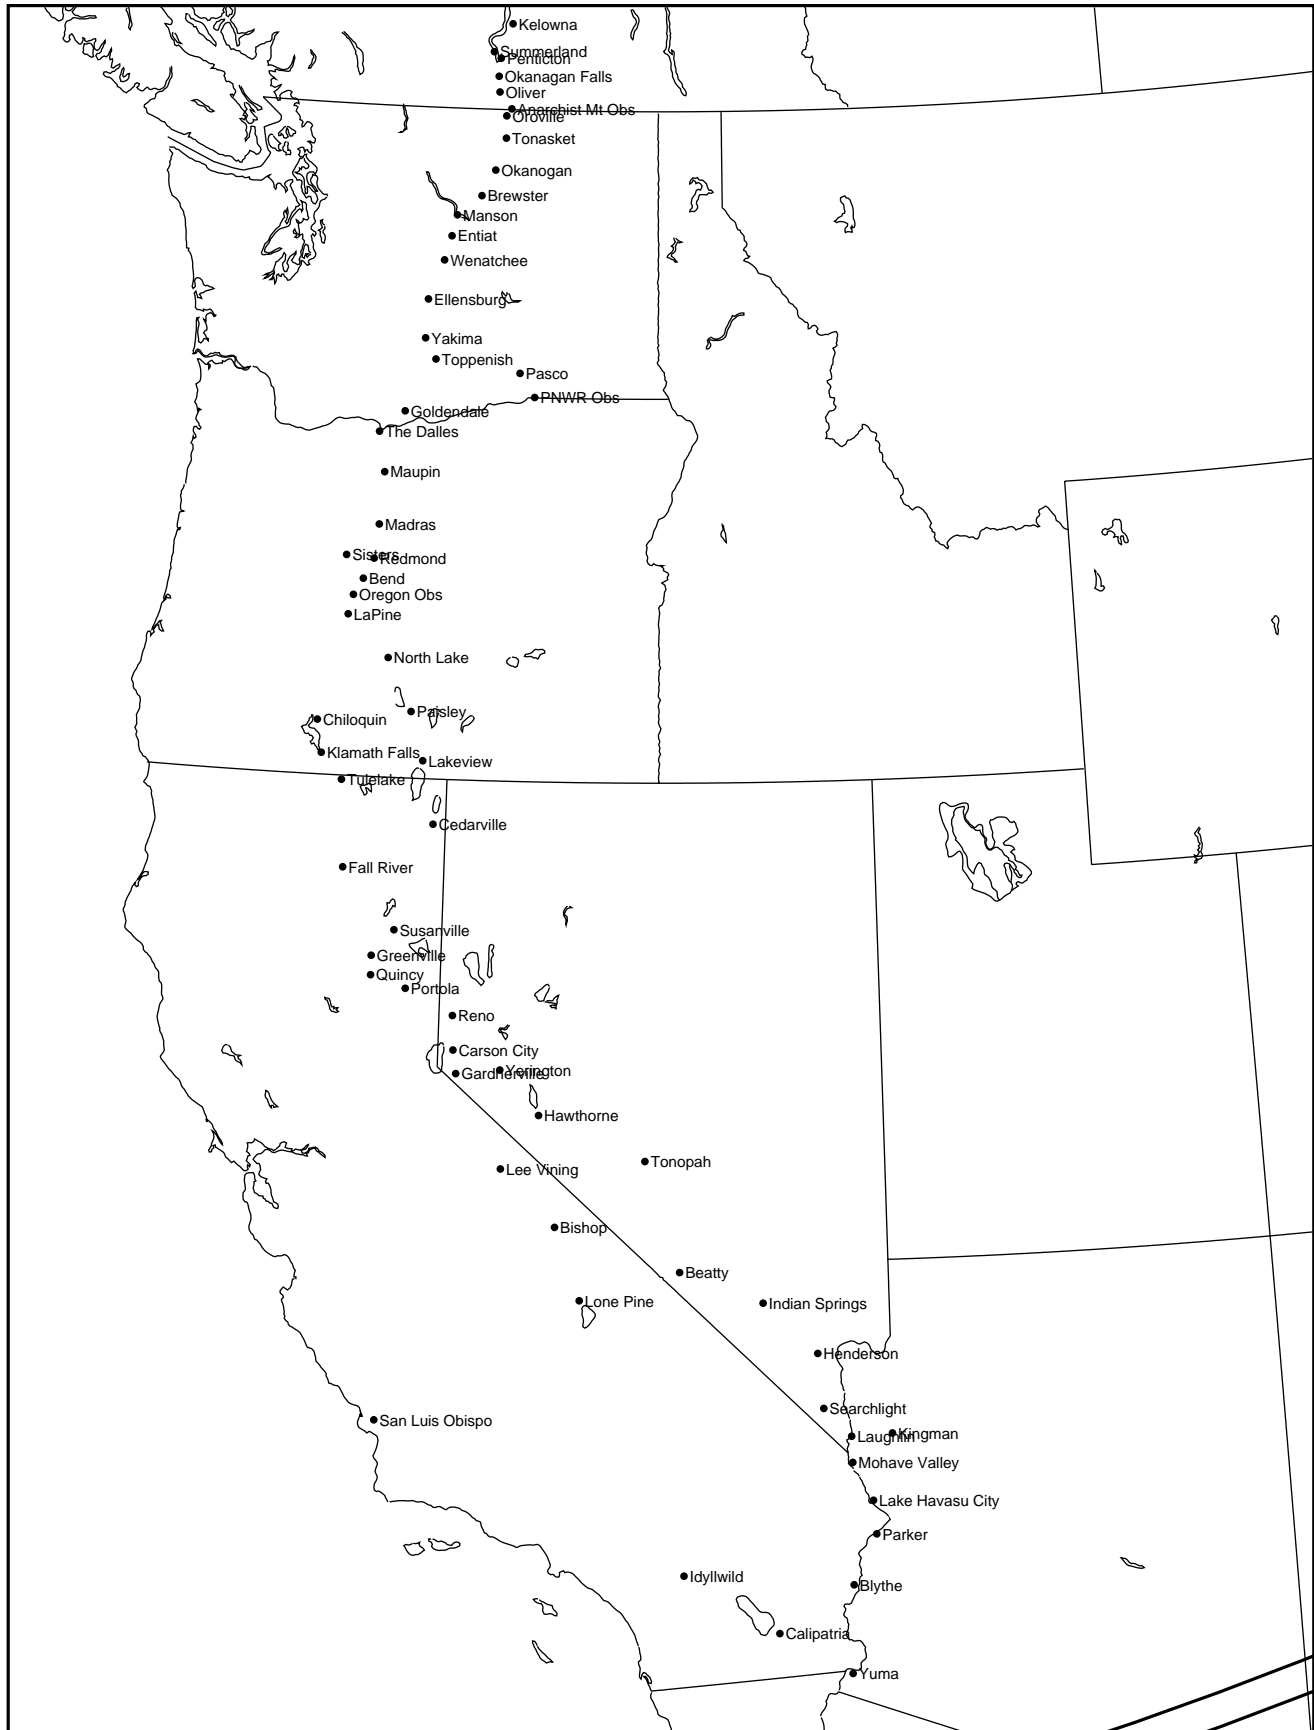 Kelowna
Summerland
Penticton
Okanagan Falls
Oliver
Anarchist Mt Obs
Oroville
Tonasket
Okanogan
Brewster
Manson
Entiat
Wenatchee
Ellensburg
Yakima
Toppenish
Pasco
PNWR Obs
Goldendale
The Dalles
Maupin
Madras
Sisters
Redmond
Bend
Oregon Obs
LaPine
North Lake
Paisley
Chiloquin
Klamath Falls
Lakeview
Tulelake
Cedarville
Fall River
Susanville
Greenville
Quincy
Portola
Reno
Carson City
Yerington
Gardnerville
Hawthorne
Tonopah
Lee Vining
Bishop
Beatty
Lone Pine
Indian Springs
Henderson
Searchlight
San Luis Obispo
Kingman
Laughlin
Mohave Valley
Lake Havasu City
Parker
Idyllwild
Blythe
Calipatria
Yuma